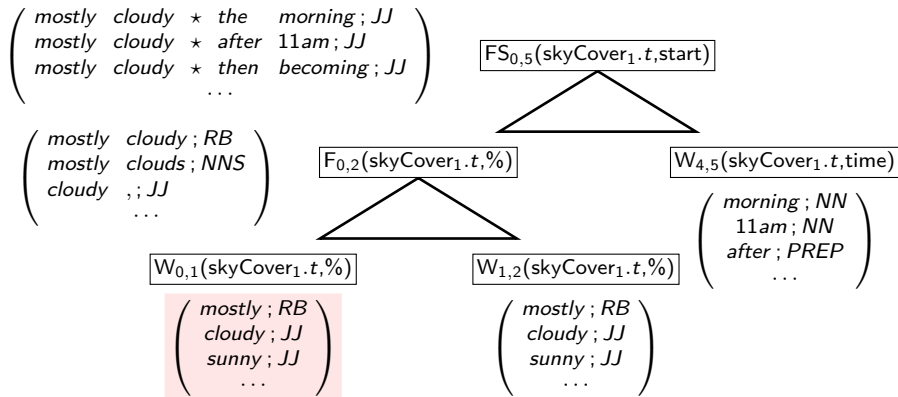 mostly cloudy ⋆ the morning ; JJ
mostly cloudy ⋆ after 11am ; JJ
mostly cloudy ⋆ then becoming ; JJ
...
FS0,5(skyCover1.t,start)
mostly cloudy ; RB
mostly clouds ; NNS
cloudy , ; JJ
...
F0,2(skyCover1.t,%)
W4,5(skyCover1.t,time)
morning ; NN
11am ; NN
after ; PREP
...
W0,1(skyCover1.t,%)
mostly ; RB
cloudy ; JJ
sunny ; JJ
...
W1,2(skyCover1.t,%)
mostly ; RB
cloudy ; JJ
sunny ; JJ
...